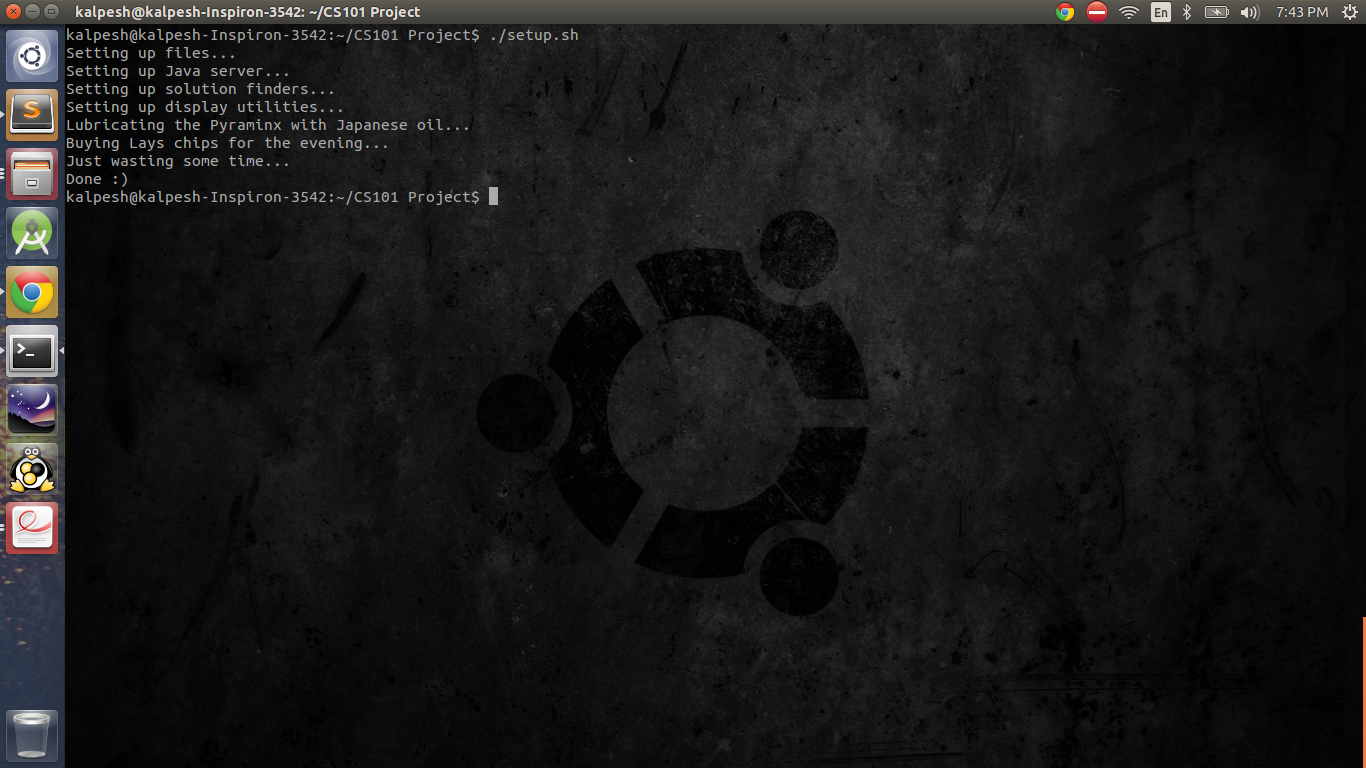 kalpesh@kalpesh-Inspiron-3542: ~/CS101 Project
En
7:43 PM
kalpesh@kalpesh-Inspiron-3542:~/CS101 Project$ ./setup.sh
Setting up files...
Setting up Java server...
Setting up solution finders...
Setting up display utilities...
Lubricating the Pyraminx with Japanese oil...
Buying Lays chips for the evening...
Just wasting some time...
Done :)
kalpesh@kalpesh-Inspiron-3542:~/CS101 Project$